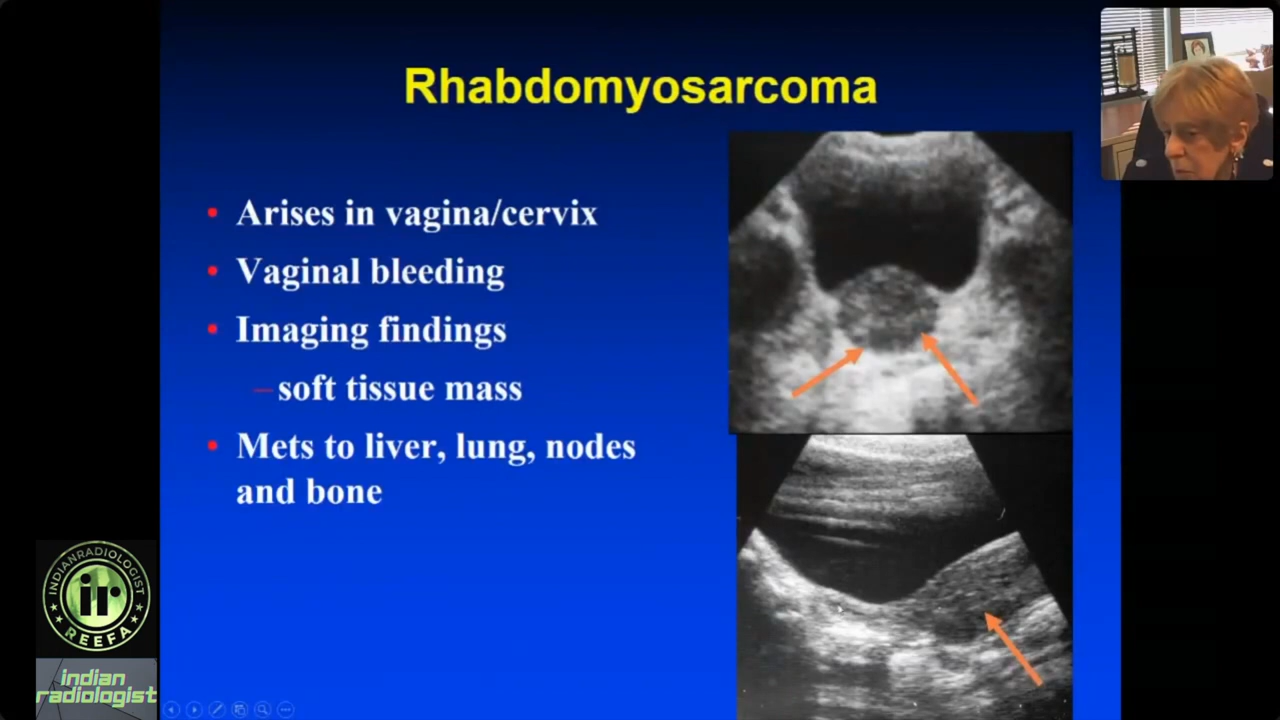 Rhabdomyosarcoma
• Arises in vagina/cervix
• Vaginal bleeding
• Imaging findings
–soft tissue mass
• Mets to liver, lung, nodes
and bone
INDIANRADIOLOGIST
ir
REEFA
indian
radiologist